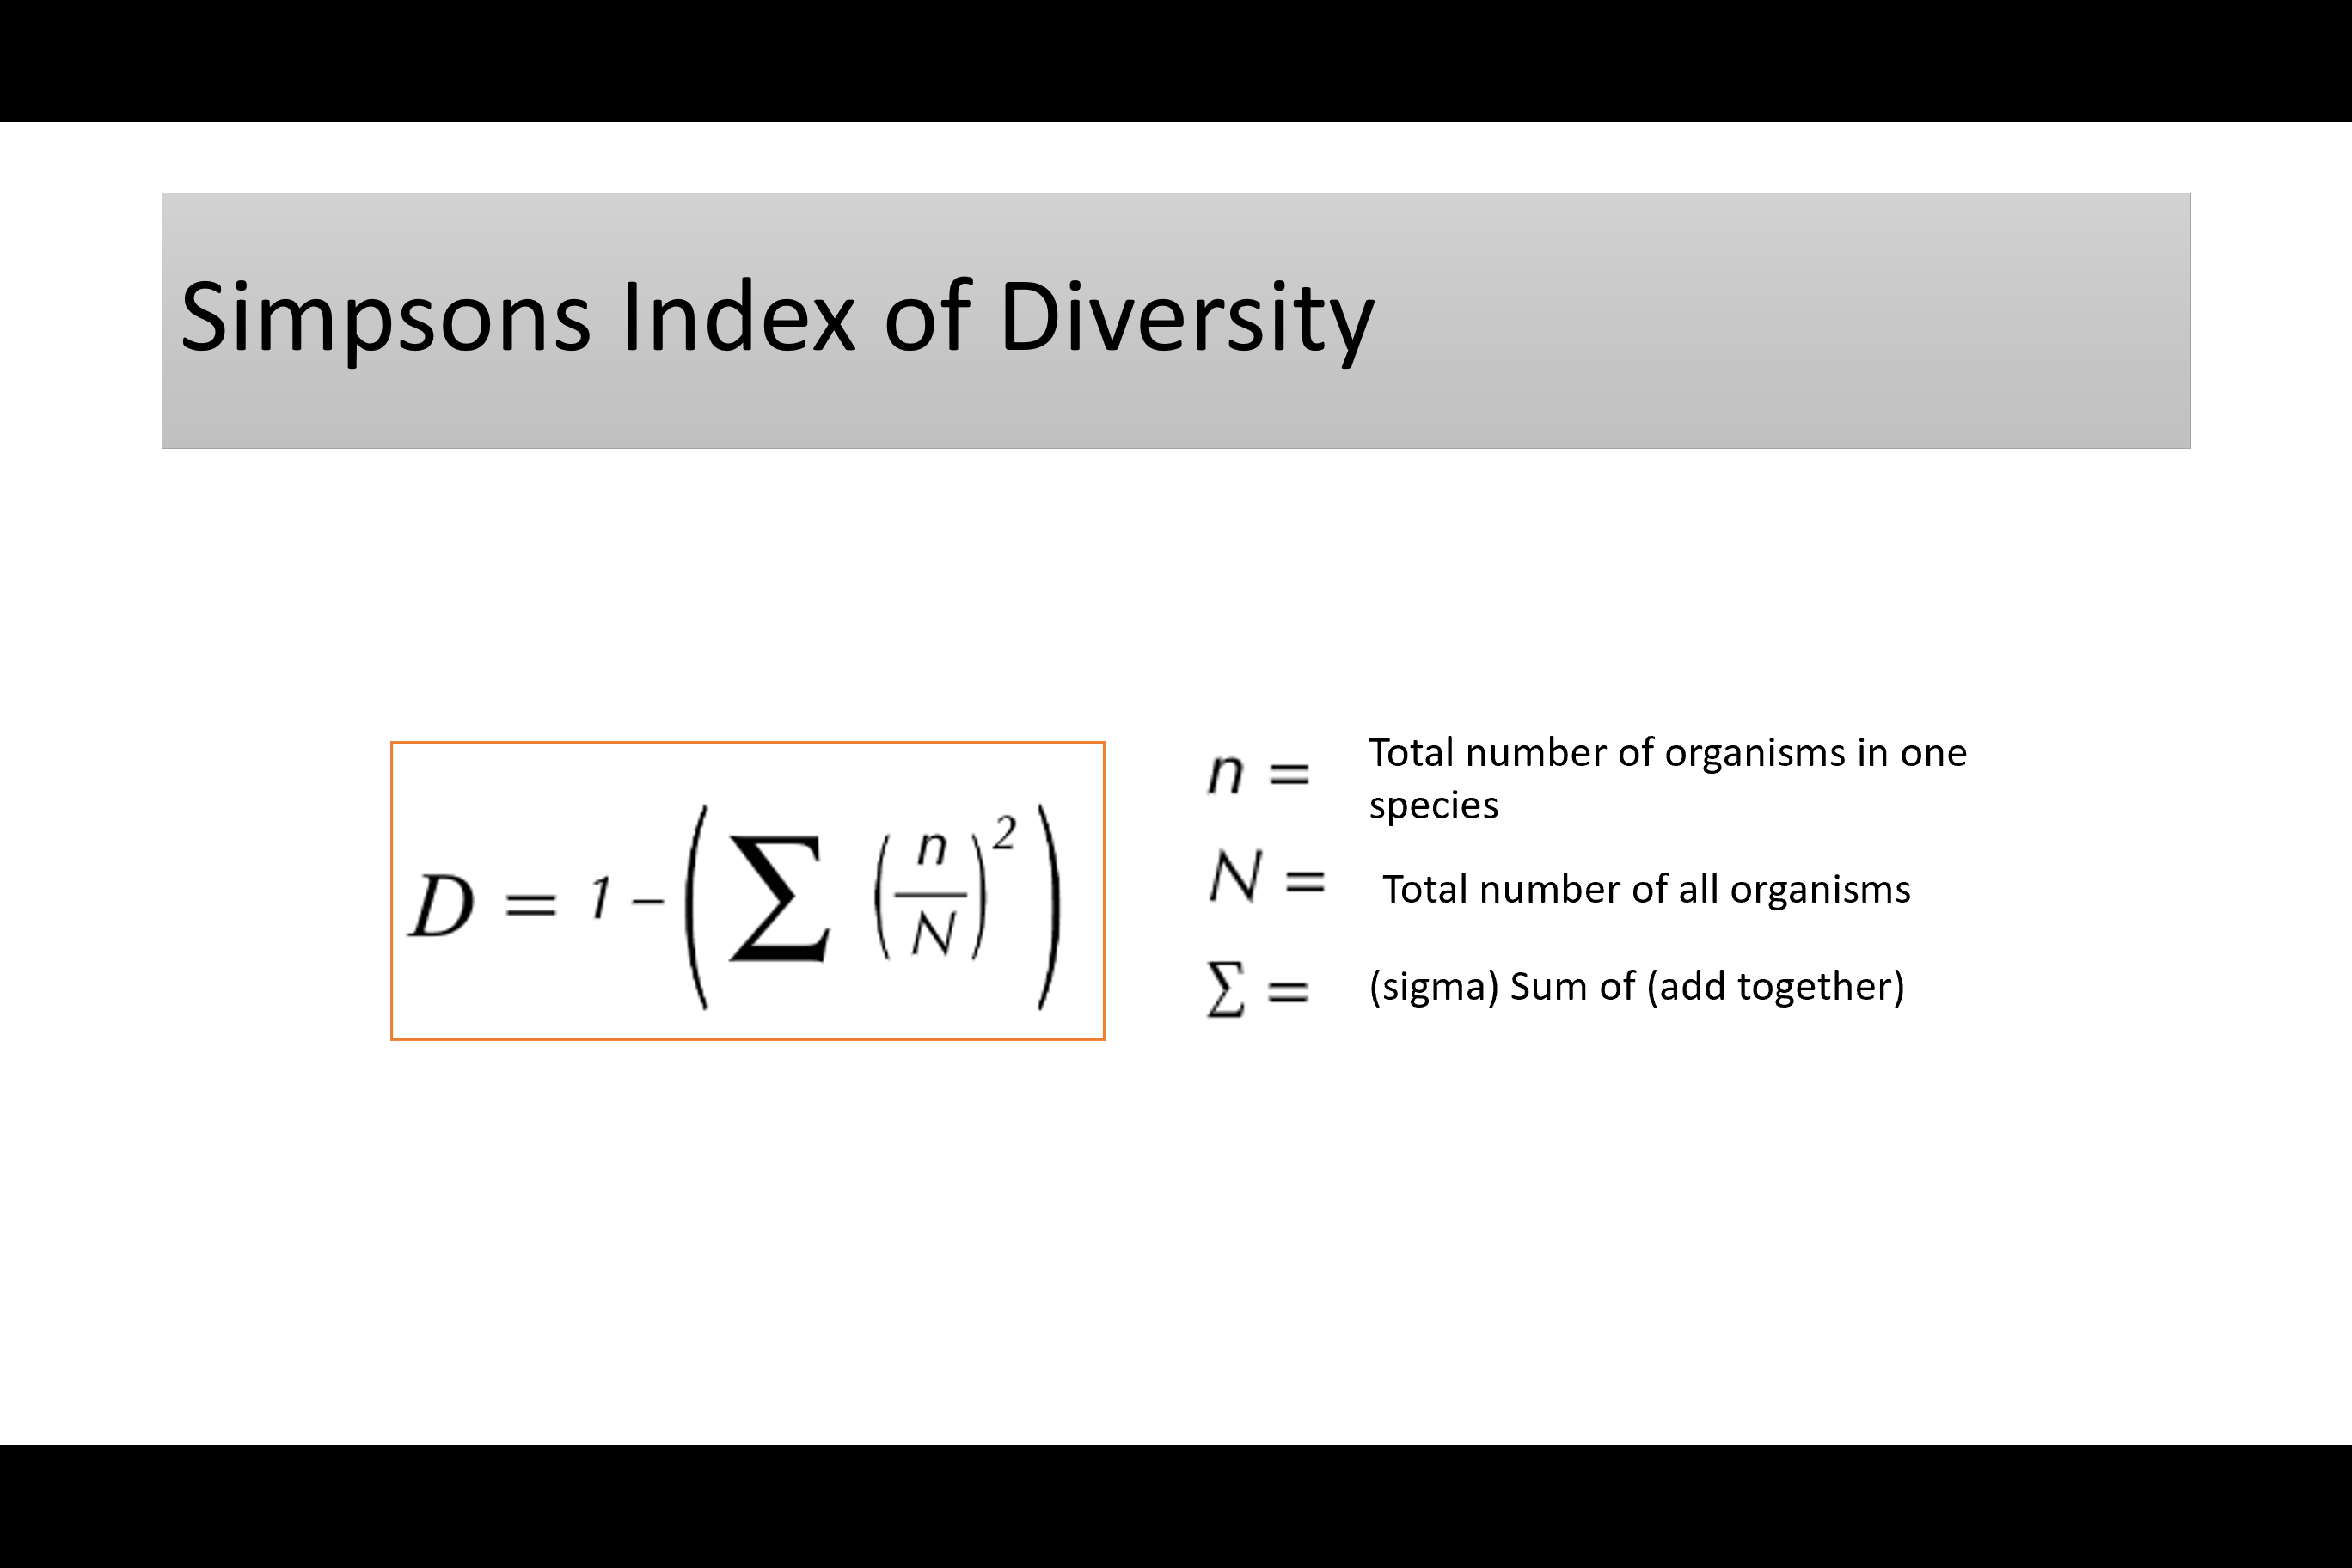 Simpsons Index of Diversity
D = 1 - ( ∑ ( n / N )² )
n = Total number of organisms in one
species
N = Total number of all organisms
∑ = (sigma) Sum of (add together)